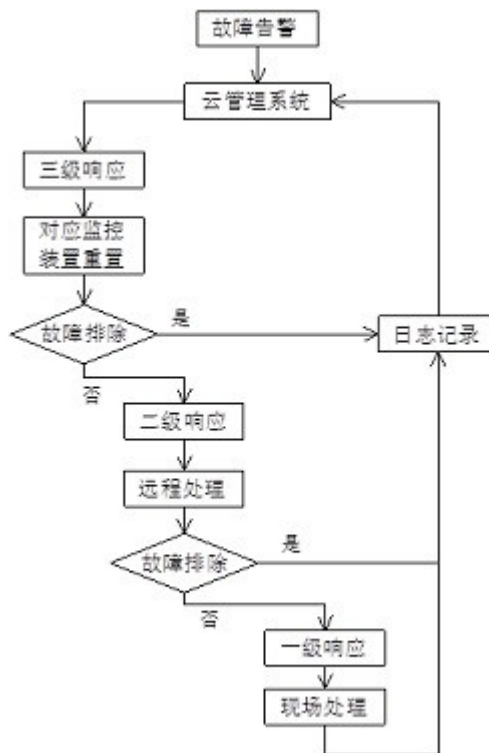 故障告警
云管理系统
三级响应
对应监控
装置重置
故障排除
是
日志记录
否
二级响应
远程处理
故障排除
是
否
一级响应
现场处理